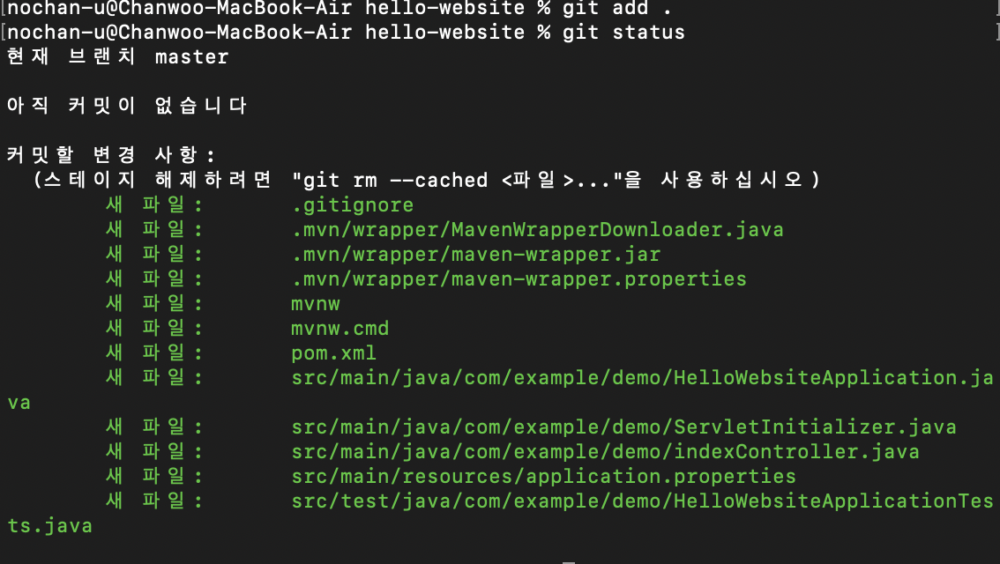 [nochan-u@Chanwoo-MacBook-Air hello-website % git add .
[nochan-u@Chanwoo-MacBook-Air hello-website % git status
현재 브랜치 master
아직 커밋이 없습니다
커밋할 변경 사항:
(스테이지 해제하려면 "git rm --cached <파일>..."을 사용하십시오)
새 파일: .gitignore
새 파일: .mvn/wrapper/MavenWrapperDownloader.java
새 파일: .mvn/wrapper/maven-wrapper.jar
새 파일: .mvn/wrapper/maven-wrapper.properties
새 파일: mvnw
새 파일: mvnw.cmd
새 파일: pom.xml
새 파일: src/main/java/com/example/demo/HelloWebsiteApplication.ja
va
새 파일: src/main/java/com/example/demo/ServletInitializer.java
새 파일: src/main/java/com/example/demo/indexController.java
새 파일: src/main/resources/application.properties
새 파일: src/test/java/com/example/demo/HelloWebsiteApplicationTes
ts.java